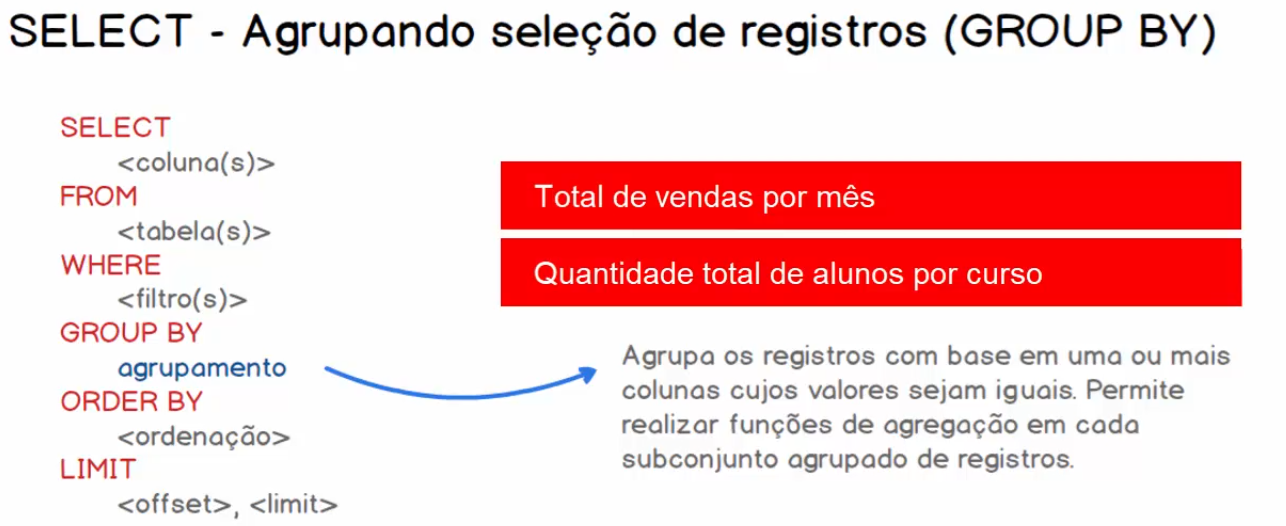 SELECT - Agrupando seleção de registros (GROUP BY)
SELECT
<coluna(s)>
FROM
<tabela(s)>
WHERE
<filtro(s)>
GROUP BY
agrupamento
ORDER BY
<ordenação>
LIMIT
<offset>, <limit>
Total de vendas por mês
Quantidade total de alunos por curso
Agrupa os registros com base em uma ou mais
colunas cujos valores sejam iguais. Permite
realizar funções de agregação em cada
subconjunto agrupado de registros.